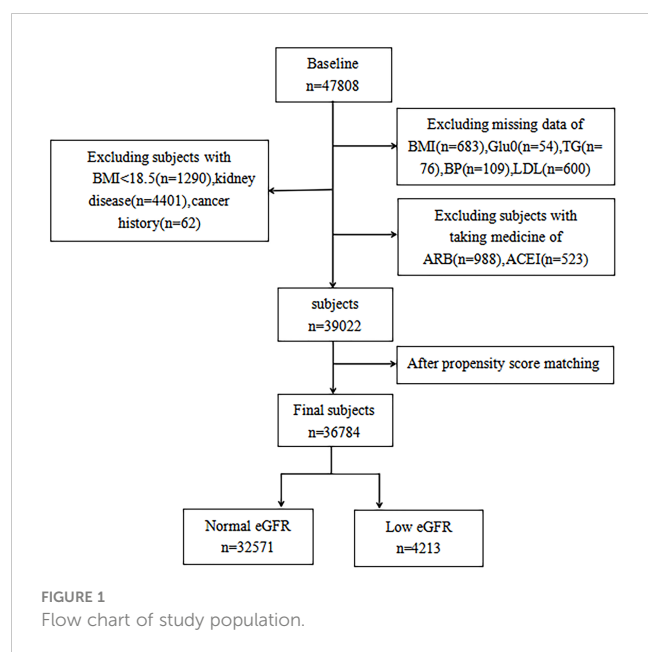 Baseline
n=47808
Excluding missing data of
BMI(n=683),Glu0(n=54),TG(n=
76),BP(n=109),LDL(n=600)
Excluding subjects with
BMI<18.5(n=1290),kidney
disease(n=4401),cancer
history(n=62)
Excluding subjects with
taking medicine of
ARB(n=988),ACEI(n=523)
subjects
n=39022
After propensity score matching
Final subjects
n=36784
Normal eGFR
n=32571
Low eGFR
n=4213
FIGURE 1
Flow chart of study population.